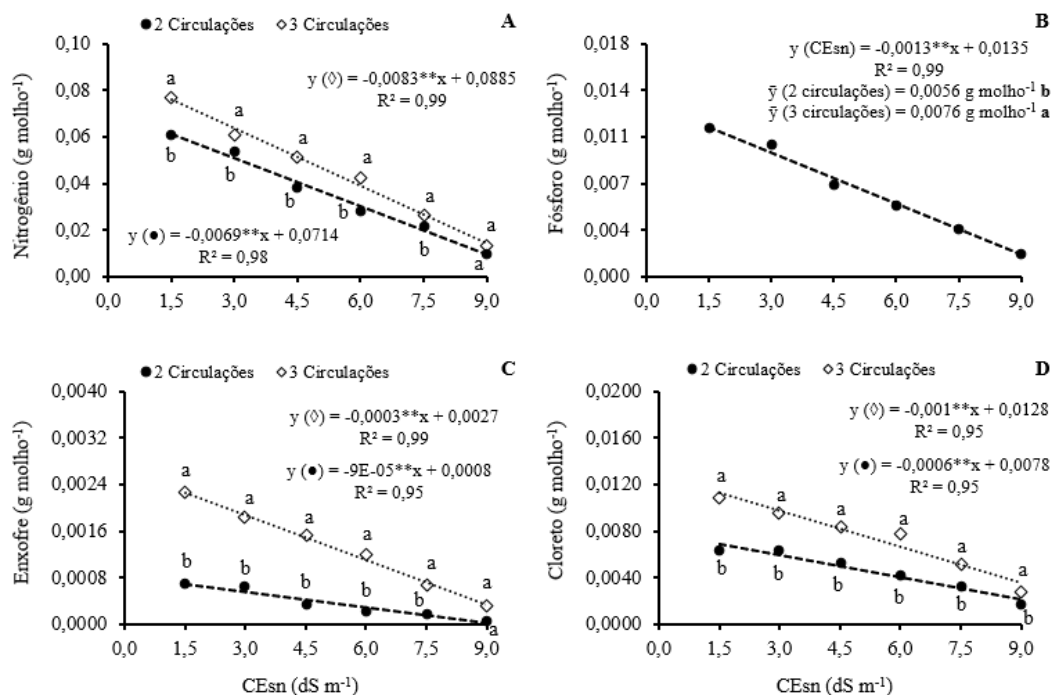 ● 2 Circulações ◇ 3 Circulações
A
Nitrogênio (g molho⁻¹)
0,10
0,08
0,06
0,04
0,02
0,00
y (◊) = -0,0083**x + 0,0885
R² = 0,99
a
a
a
a
a
a
b
b
b
b
b
a
y (●) = -0,0069**x + 0,0714
R² = 0,98
0,0 1,5 3,0 4,5 6,0 7,5 9,0
B
Fósforo (g molho⁻¹)
0,018
0,014
0,011
0,007
0,004
0,000
y (CEsn) = -0,0013**x + 0,0135
R² = 0,99
ȳ (2 circulações) = 0,0056 g molho⁻¹ b
ȳ (3 circulações) = 0,0076 g molho⁻¹ a
0,0 1,5 3,0 4,5 6,0 7,5 9,0
● 2 Circulações ◇ 3 Circulações
C
Enxofre (g molho⁻¹)
0,0040
0,0032
0,0024
0,0016
0,0008
0,0000
y (◊) = -0,0003**x + 0,0027
R² = 0,99
y (●) = -9E-05**x + 0,0008
R² = 0,95
a
a
a
a
a
a
b
b
b
b
b
a
0,0 1,5 3,0 4,5 6,0 7,5 9,0
CEsn (dS m⁻¹)
● 2 Circulações ◇ 3 Circulações
D
Cloreto (g molho⁻¹)
0,0200
0,0160
0,0120
0,0080
0,0040
0,0000
y (◊) = -0,001**x + 0,0128
R² = 0,95
y (●) = -0,0006**x + 0,0078
R² = 0,95
a
a
a
a
a
a
b
b
b
b
b
b
0,0 1,5 3,0 4,5 6,0 7,5 9,0
CEsn (dS m⁻¹)